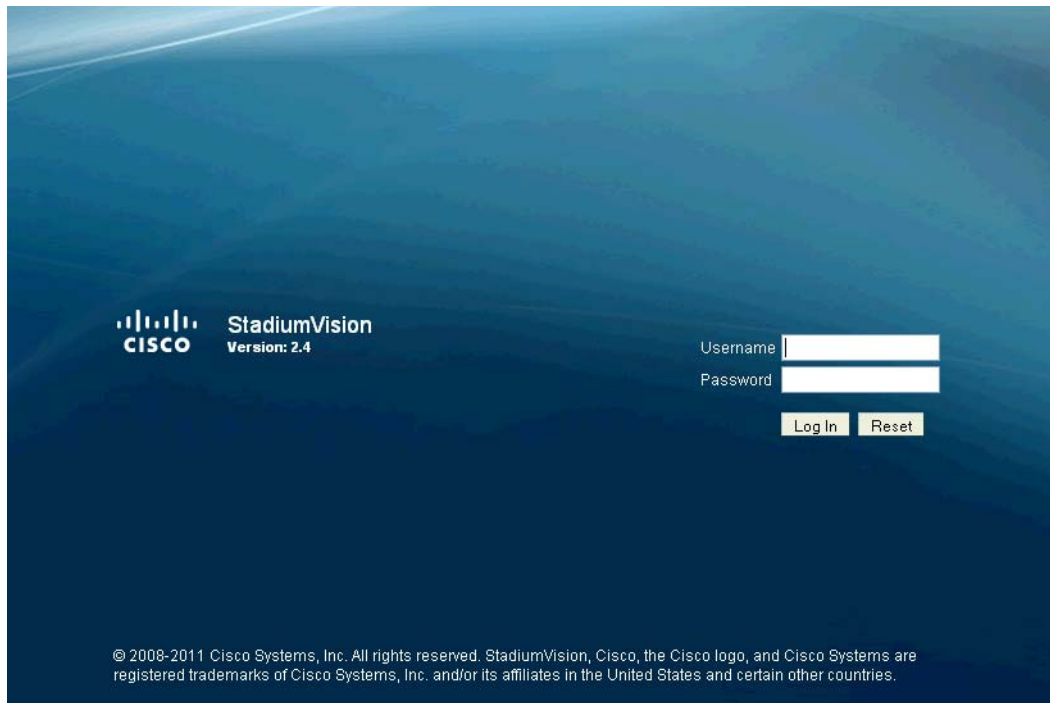 CISCO
StadiumVision
Version: 2.4
Username
Password
Log In Reset
© 2008-2011 Cisco Systems, Inc. All rights reserved. StadiumVision, Cisco, the Cisco logo, and Cisco Systems are
registered trademarks of Cisco Systems, Inc. and/or its affiliates in the United States and certain other countries.